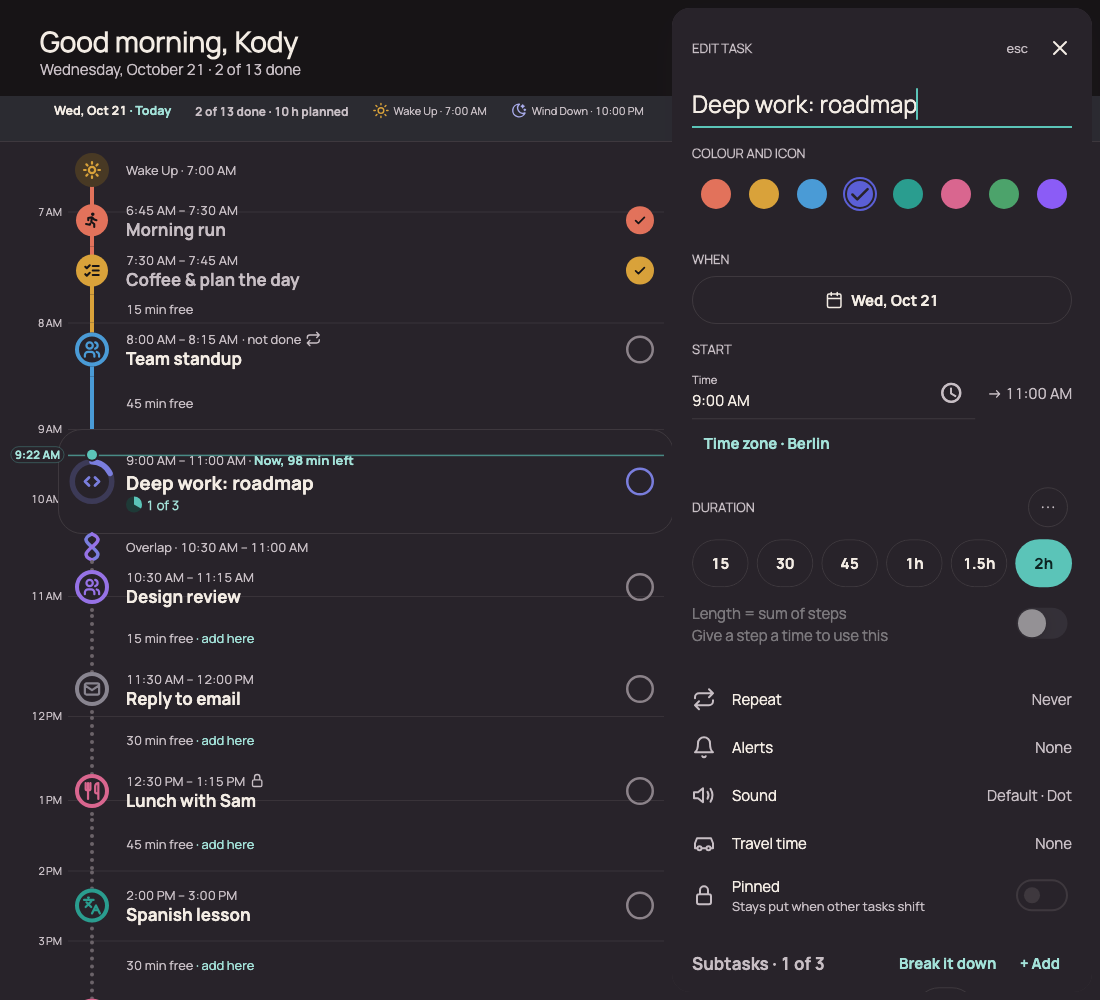 Good morning, Kody
Wednesday, October 21 · 2 of 13 done
Wed, Oct 21 · Today
2 of 13 done · 10 h planned
Wake Up · 7:00 AM
Wind Down · 10:00 PM
Wake Up · 7:00 AM
7 AM
6:45 AM – 7:30 AM
Morning run
7:30 AM – 7:45 AM
Coffee & plan the day
15 min free
8 AM
8:00 AM – 8:15 AM · not done
Team standup
45 min free
9 AM
9:22 AM
9:00 AM – 11:00 AM · Now, 98 min left
Deep work: roadmap
10 AM
1 of 3
Overlap · 10:30 AM – 11:00 AM
10:30 AM – 11:15 AM
11 AM
Design review
15 min free · add here
11:30 AM – 12:00 PM
Reply to email
12 PM
30 min free · add here
12:30 PM – 1:15 PM
1 PM
Lunch with Sam
45 min free · add here
2 PM
2:00 PM – 3:00 PM
Spanish lesson
3 PM
30 min free · add here
EDIT TASK
esc
Deep work: roadmap
COLOUR AND ICON
WHEN
Wed, Oct 21
START
Time
9:00 AM
→ 11:00 AM
Time zone · Berlin
DURATION
···
15
30
45
1h
1.5h
2h
Length = sum of steps
Give a step a time to use this
Repeat
Never
Alerts
None
Sound
Default · Dot
Travel time
None
Pinned
Stays put when other tasks shift
Subtasks · 1 of 3
Break it down
+ Add